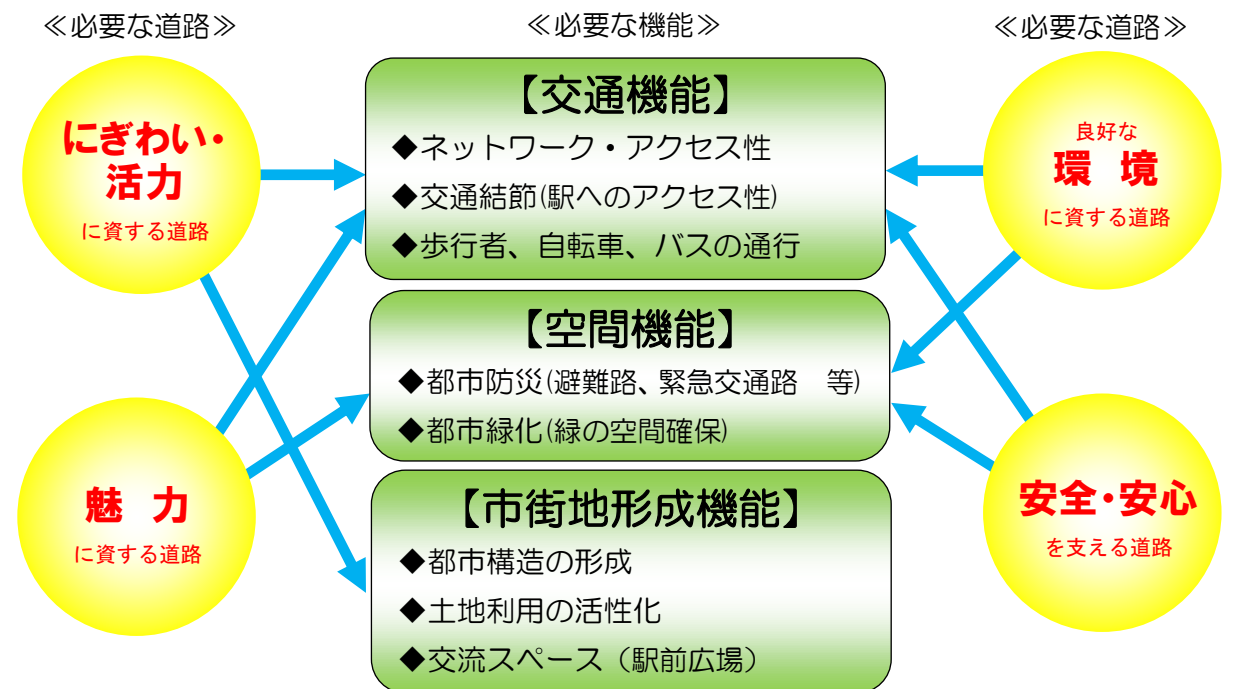 ≪必要な道路≫
にぎわい・
活力
に資する道路
魅 力
に資する道路
≪必要な機能≫
【交通機能】
◆ネットワーク・アクセス性
◆交通結節(駅へのアクセス性)
◆歩行者、自転車、バスの通行
【空間機能】
◆都市防災(避難路、緊急交通路　等)
◆都市緑化(緑の空間確保)
【市街地形成機能】
◆都市構造の形成
◆土地利用の活性化
◆交流スペース（駅前広場）
≪必要な道路≫
良好な
環 境
に資する道路
安全・安心
を支える道路